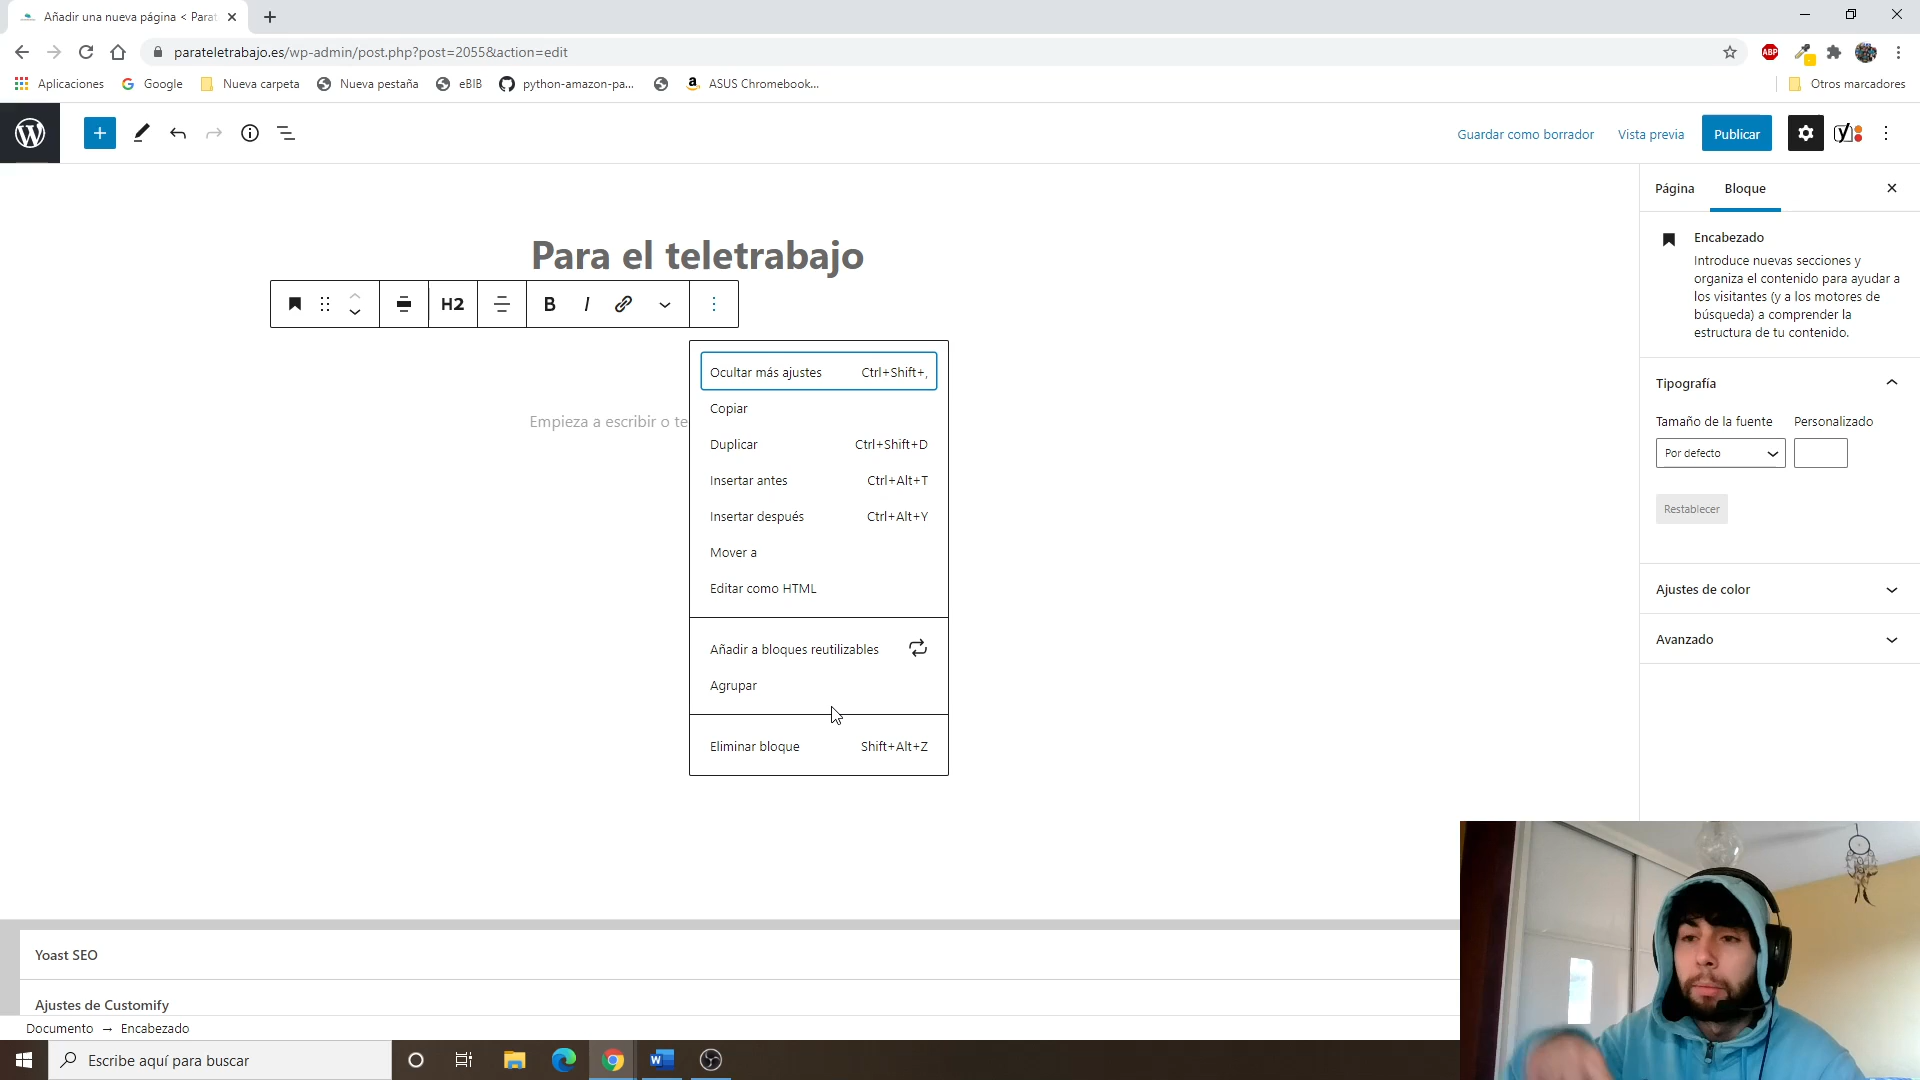 Añadir una nueva página < Parat
parateletrabajo.es/wp-admin/post.php?post=2055&action=edit
ABP
Aplicaciones
Google
Nueva carpeta
Nueva pestaña
eBIB
python-amazon-pa...
ASUS Chromebook...
Otros marcadores
Guardar como borrador
Vista previa
Publicar
Página
Bloque
Encabezado
Introduce nuevas secciones y
organiza el contenido para ayudar a
los visitantes (y a los motores de
búsqueda) a comprender la
estructura de tu contenido.
Para el teletrabajo
H2
B
I
Ocultar más ajustes Ctrl+Shift+,
Copiar
Duplicar Ctrl+Shift+D
Insertar antes Ctrl+Alt+T
Insertar después Ctrl+Alt+Y
Mover a
Editar como HTML
Añadir a bloques reutilizables
Agrupar
Eliminar bloque Shift+Alt+Z
Empieza a escribir o te
Tipografía
Tamaño de la fuente
Personalizado
Por defecto
Restablecer
Ajustes de color
Avanzado
Yoast SEO
Ajustes de Customify
Documento → Encabezado
Escribe aquí para buscar